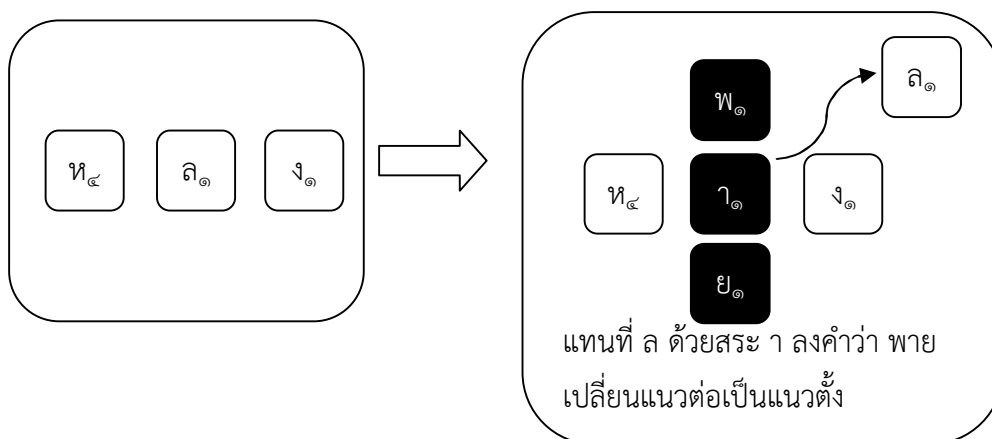 ห๔ ล๑ ง๑
ล๑
พ๑
ห๔ า๑ ง๑
ย๑
แทนที่ ล ด้วยสระ า ลงคำว่า พาย
เปลี่ยนแนวต่อเป็นแนวตั้ง